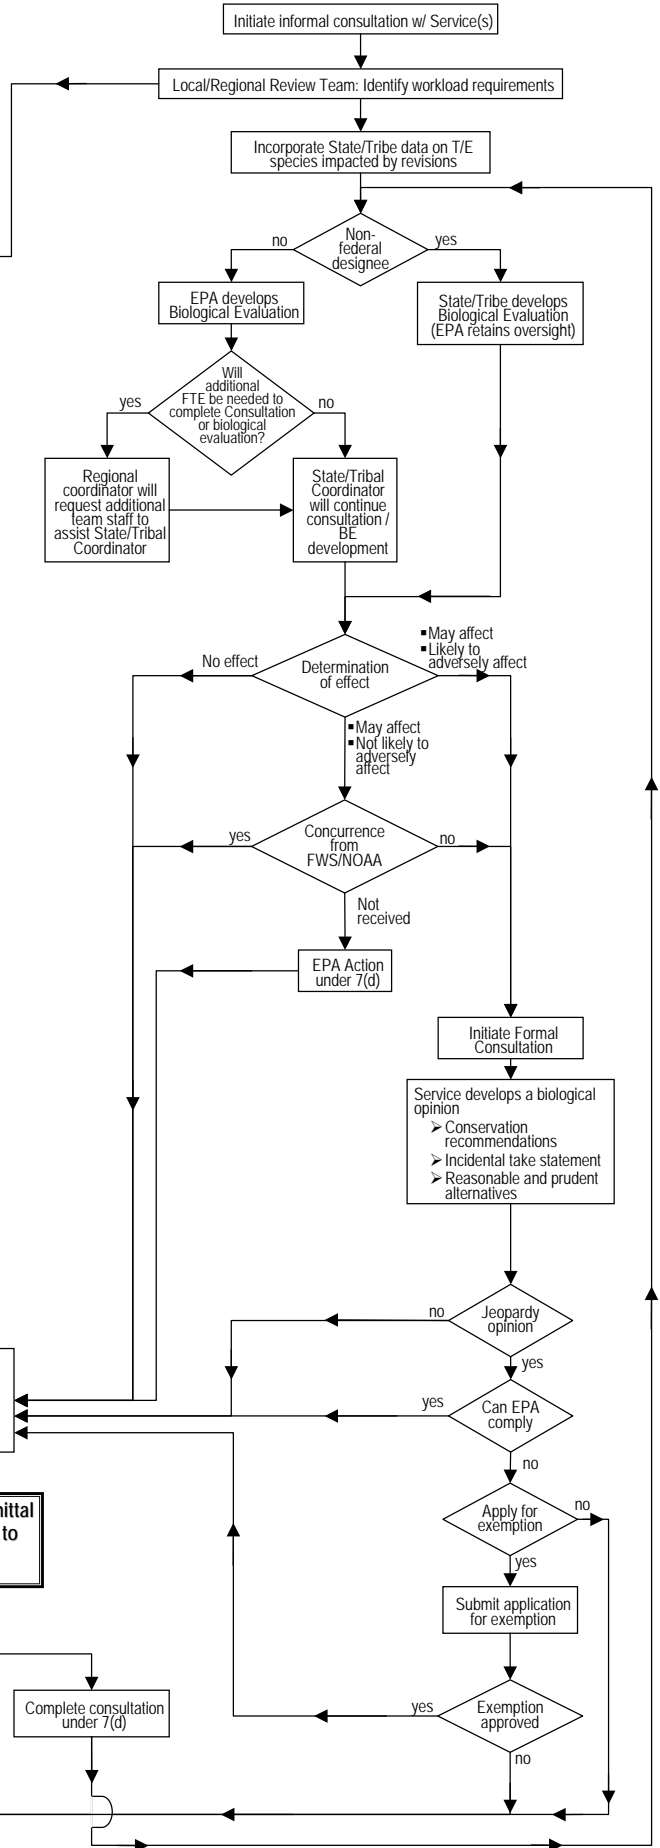 Initiate informal consultation w/ Service(s)
Local/Regional Review Team: Identify workload requirements
Incorporate State/Tribe data on T/E
species impacted by revisions
Non-
federal
designee
no
yes
EPA develops
Biological Evaluation
State/Tribe develops
Biological Evaluation
(EPA retains oversight)
Will
additional
FTE be needed to
complete Consultation
or biological
evaluation?
yes
no
Regional
coordinator will
request additional
team staff to
assist State/Tribal
Coordinator
State/Tribal
Coordinator
will continue
consultation /
BE
development
No effect
Determination
of effect
▪ May affect
▪ Likely to
adversely affect
▪ May affect
▪ Not likely to
adversely
affect
yes
Concurrence
from
FWS/NOAA
no
Not
received
EPA Action
under 7(d)
Initiate Formal
Consultation
Service develops a biological
opinion
➢ Conservation
recommendations
➢ Incidental take statement
➢ Reasonable and prudent
alternatives
no
Jeopardy
opinion
yes
yes
Can EPA
comply
no
mittal
to
Apply for
exemption
no
yes
Submit application
for exemption
Complete consultation
under 7(d)
yes
Exemption
approved
no